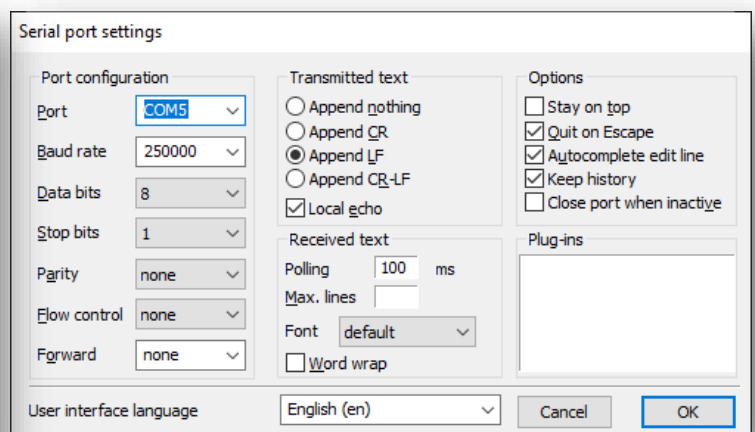 Serial port settings
Port configuration
Port COM5
Baud rate 250000
Data bits 8
Stop bits 1
Parity none
Flow control none
Forward none
Transmitted text
Append nothing
Append CR
Append LF
Append CR-LF
Local echo
Received text
Polling 100 ms
Max. lines
Font default
Word wrap
Options
Stay on top
Quit on Escape
Autocomplete edit line
Keep history
Close port when inactive
Plug-ins
User interface language English (en) Cancel OK